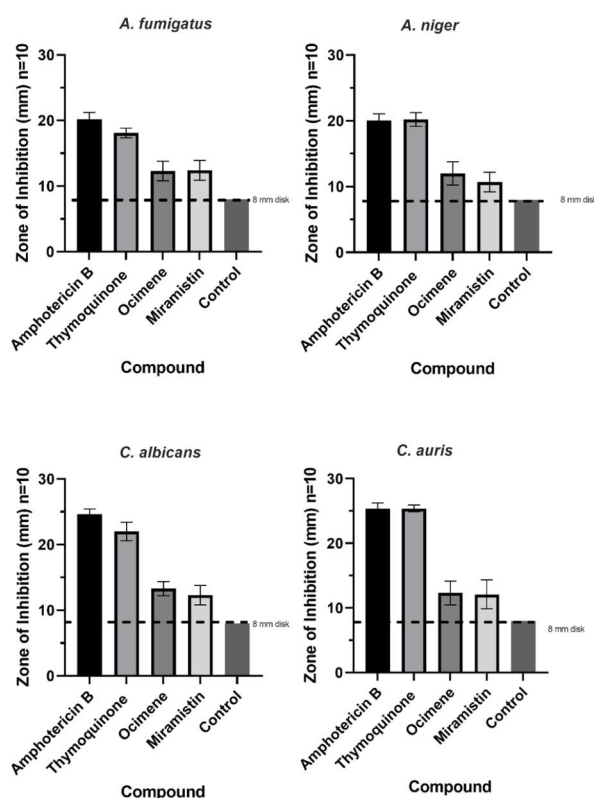 A. fumigatus
Zone of Inhibition (mm) n=10
30
20
10
0
8 mm disk
Amphotericin B
Thymoquinone
Ocimene
Miramistin
Control
Compound
A. niger
Zone of Inhibition (mm) n=10
30
20
10
0
8 mm disk
Amphotericin B
Thymoquinone
Ocimene
Miramistin
Control
Compound
C. albicans
Zone of Inhibition (mm) n=10
30
20
10
0
8 mm disk
Amphotericin B
Thymoquinone
Ocimene
Miramistin
Control
Compound
C. auris
Zone of Inhibition (mm) n=10
30
20
10
0
8 mm disk
Amphotericin B
Thymoquinone
Ocimene
Miramistin
Control
Compound